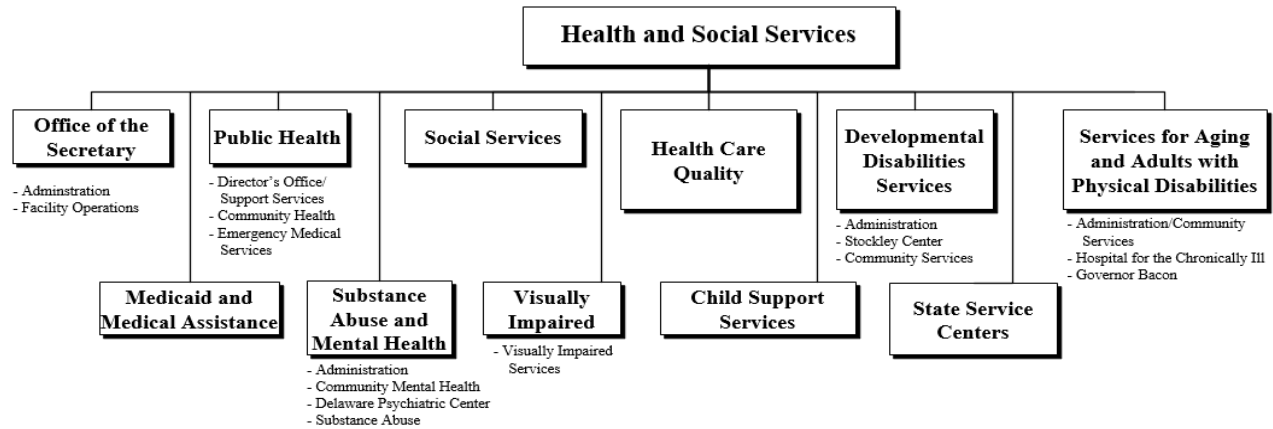 Health and Social Services
Office of the
Secretary
- Adminstration
- Facility Operations
Public Health
- Director's Office/
Support Services
- Community Health
- Emergency Medical
Services
Social Services
Health Care
Quality
Developmental
Disabilities
Services
- Administration
- Stockley Center
- Community Services
Services for Aging
and Adults with
Physical Disabilities
- Administration/Community
Services
- Hospital for the Chronically Ill
- Governor Bacon
Medicaid and
Medical Assistance
Substance
Abuse and
Mental Health
- Administration
- Community Mental Health
- Delaware Psychiatric Center
- Substance Abuse
Visually
Impaired
- Visually Impaired
Services
Child Support
Services
State Service
Centers